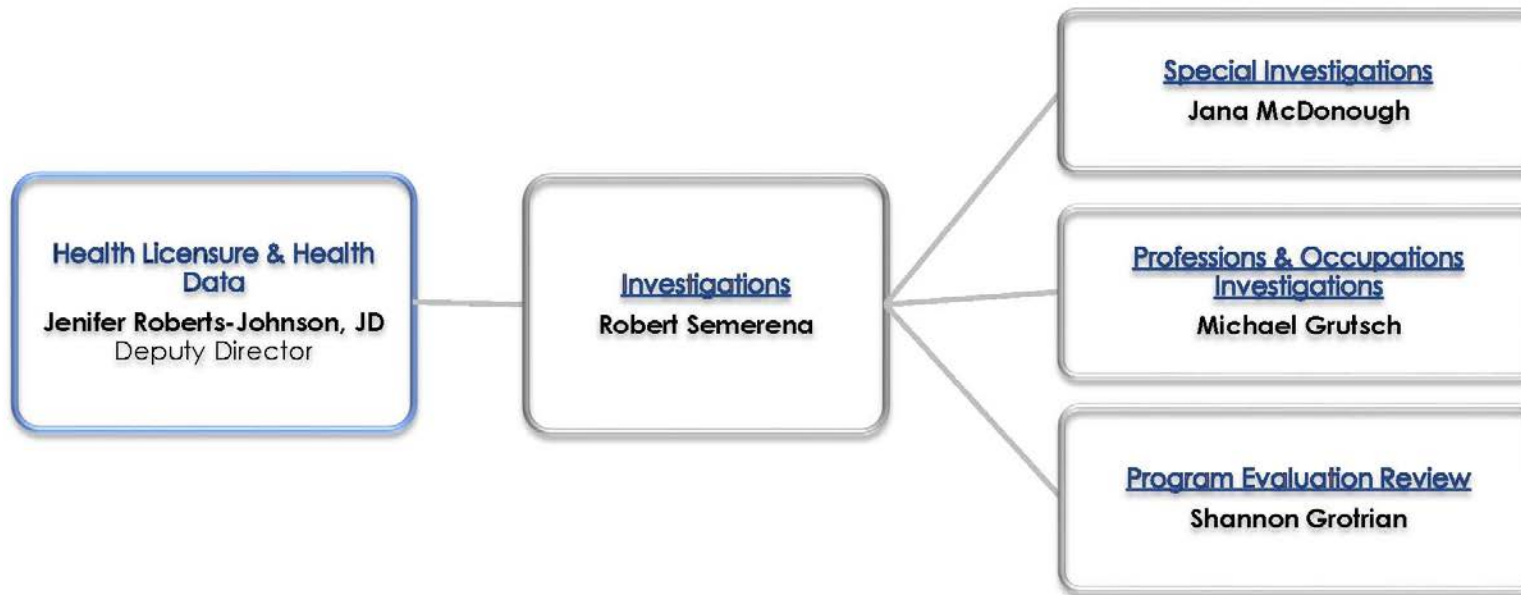 Health Licensure & Health
Data
Jenifer Roberts-Johnson, JD
Deputy Director
Investigations
Robert Semerena
Special Investigations
Jana McDonough
Professions & Occupations
Investigations
Michael Grutsch
Program Evaluation Review
Shannon Grotrian